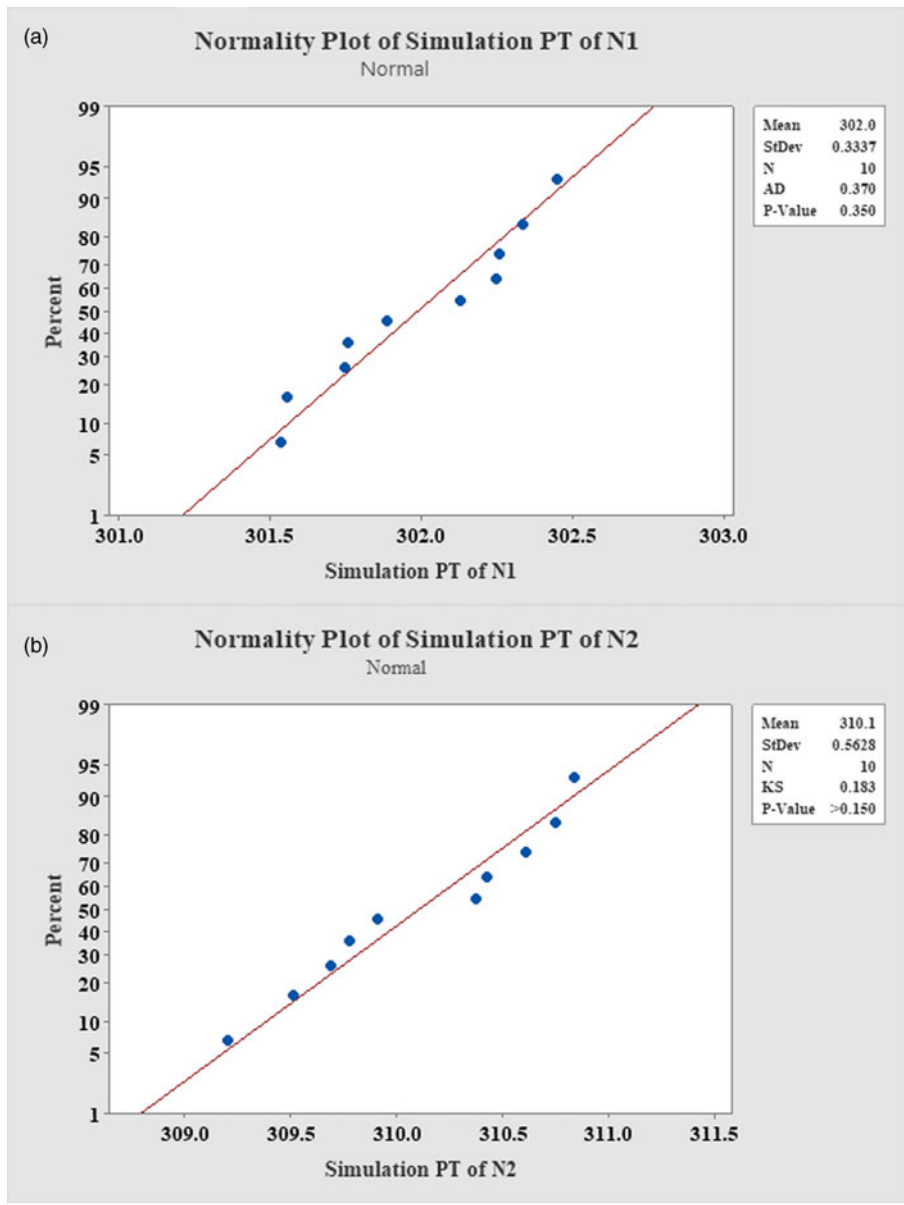 (a)
Normality Plot of Simulation PT of N1
Normal
99
95
90
80
70
60
50
40
30
20
10
5
1
Percent
301.0 301.5 302.0 302.5 303.0
Simulation PT of N1
Mean 302.0
StDev 0.3337
N 10
AD 0.370
P-Value 0.350
(b)
Normality Plot of Simulation PT of N2
Normal
99
95
90
80
70
60
50
40
30
20
10
5
1
Percent
309.0 309.5 310.0 310.5 311.0 311.5
Simulation PT of N2
Mean 310.1
StDev 0.5628
N 10
KS 0.183
P-Value >0.150